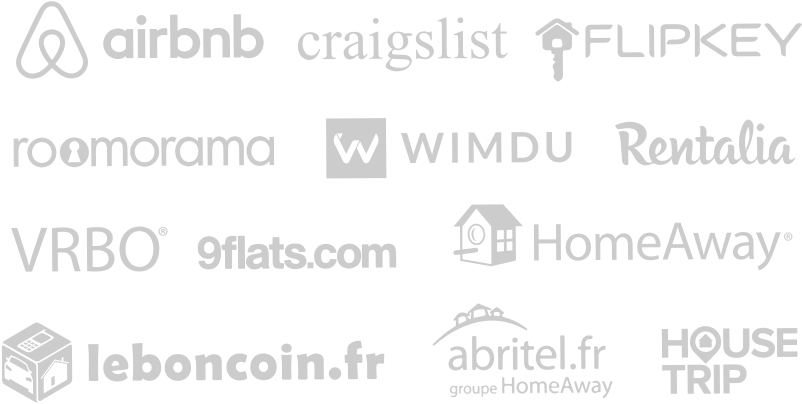 airbnb craigslist FLIPKEY
roomorama WIMDU Rentalia
VRBO® 9flats.com HomeAway®
leboncoin.fr abritel.fr HOUSE
groupe HomeAway TRIP